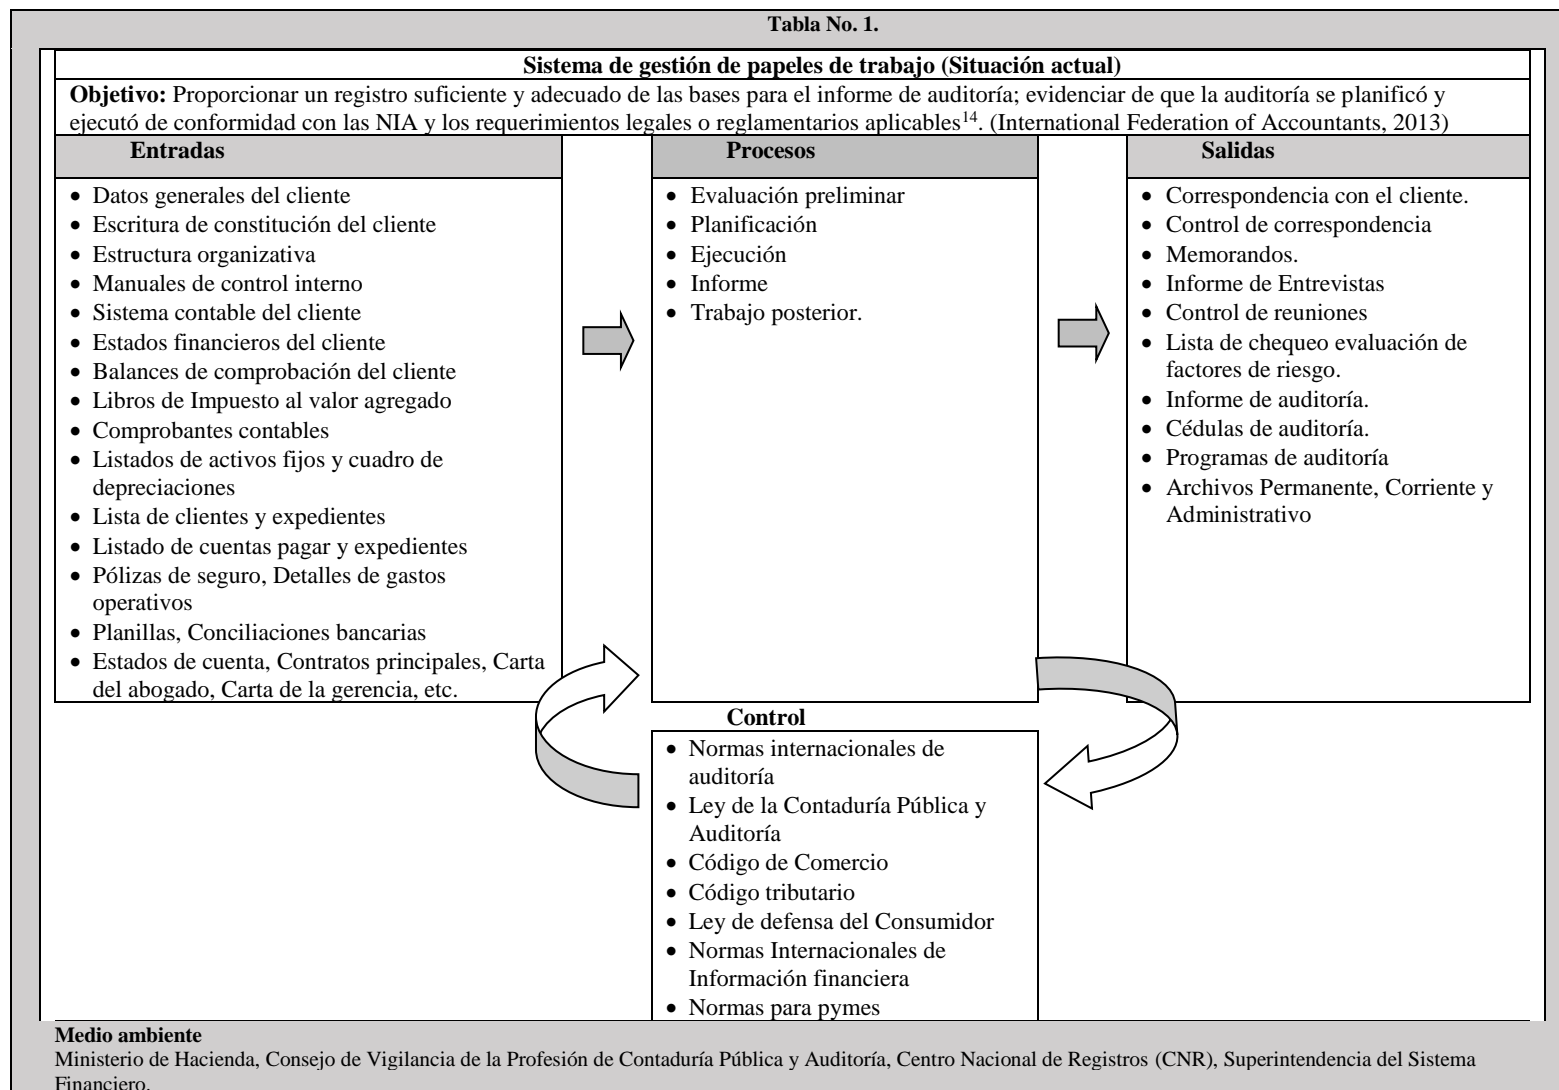 Tabla No. 1.
Sistema de gestión de papeles de trabajo (Situación actual)
Objetivo: Proporcionar un registro suficiente y adecuado de las bases para el informe de auditoría; evidenciar de que la auditoría se planificó y
ejecutó de conformidad con las NIA y los requerimientos legales o reglamentarios aplicables14. (International Federation of Accountants, 2013)
Entradas
• Datos generales del cliente
• Escritura de constitución del cliente
• Estructura organizativa
• Manuales de control interno
• Sistema contable del cliente
• Estados financieros del cliente
• Balances de comprobación del cliente
• Libros de Impuesto al valor agregado
• Comprobantes contables
• Listados de activos fijos y cuadro de
depreciaciones
• Lista de clientes y expedientes
• Listado de cuentas pagar y expedientes
• Pólizas de seguro, Detalles de gastos
operativos
• Planillas, Conciliaciones bancarias
• Estados de cuenta, Contratos principales, Carta
del abogado, Carta de la gerencia, etc.
Procesos
• Evaluación preliminar
• Planificación
• Ejecución
• Informe
• Trabajo posterior.
Salidas
• Correspondencia con el cliente.
• Control de correspondencia
• Memorandos.
• Informe de Entrevistas
• Control de reuniones
• Lista de chequeo evaluación de
factores de riesgo.
• Informe de auditoría.
• Cédulas de auditoría.
• Programas de auditoría
• Archivos Permanente, Corriente y
Administrativo
Control
• Normas internacionales de
auditoría
• Ley de la Contaduría Pública y
Auditoría
• Código de Comercio
• Código tributario
• Ley de defensa del Consumidor
• Normas Internacionales de
Información financiera
• Normas para pymes
Medio ambiente
Ministerio de Hacienda, Consejo de Vigilancia de la Profesión de Contaduría Pública y Auditoría, Centro Nacional de Registros (CNR), Superintendencia del Sistema
Financiero.